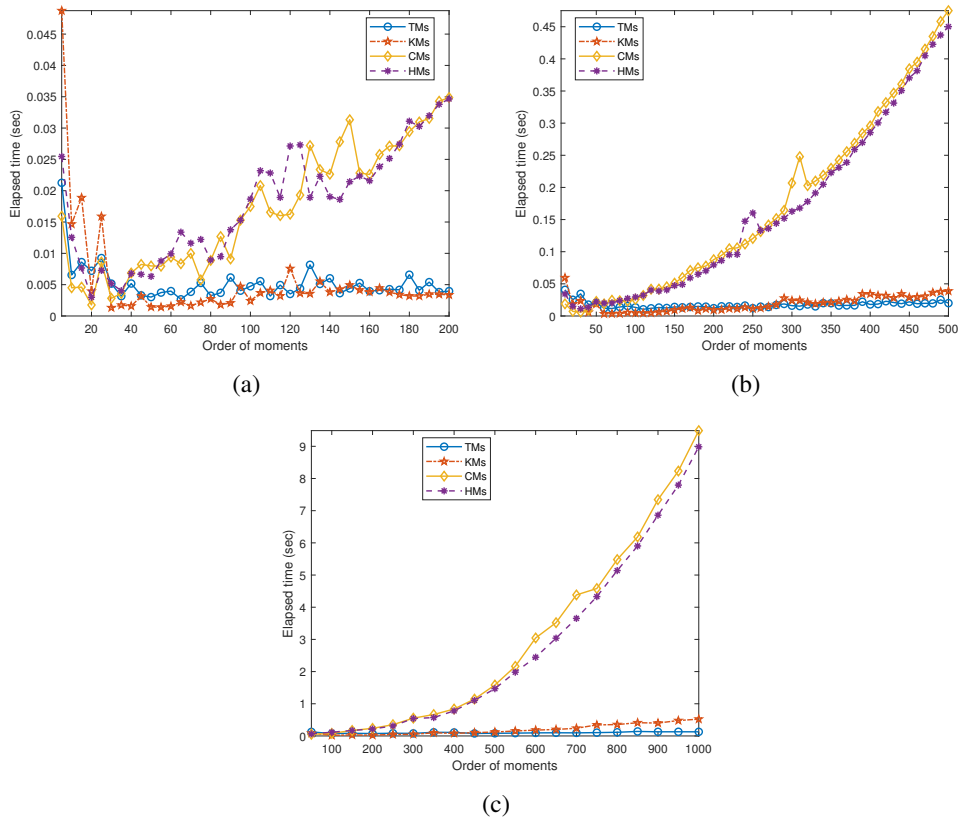 0.045
0.04
0.035
0.03
0.025
0.02
0.015
0.01
0.005
0
Elapsed time (sec)
20 40 60 80 100 120 140 160 180 200
Order of moments
TMs
KMs
CMs
HMs
(a)
0.45
0.4
0.35
0.3
0.25
0.2
0.15
0.1
0.05
0
Elapsed time (sec)
50 100 150 200 250 300 350 400 450 500
Order of moments
TMs
KMs
CMs
HMs
(b)
9
8
7
6
5
4
3
2
1
0
Elapsed time (sec)
100 200 300 400 500 600 700 800 900 1000
Order of moments
TMs
KMs
CMs
HMs
(c)